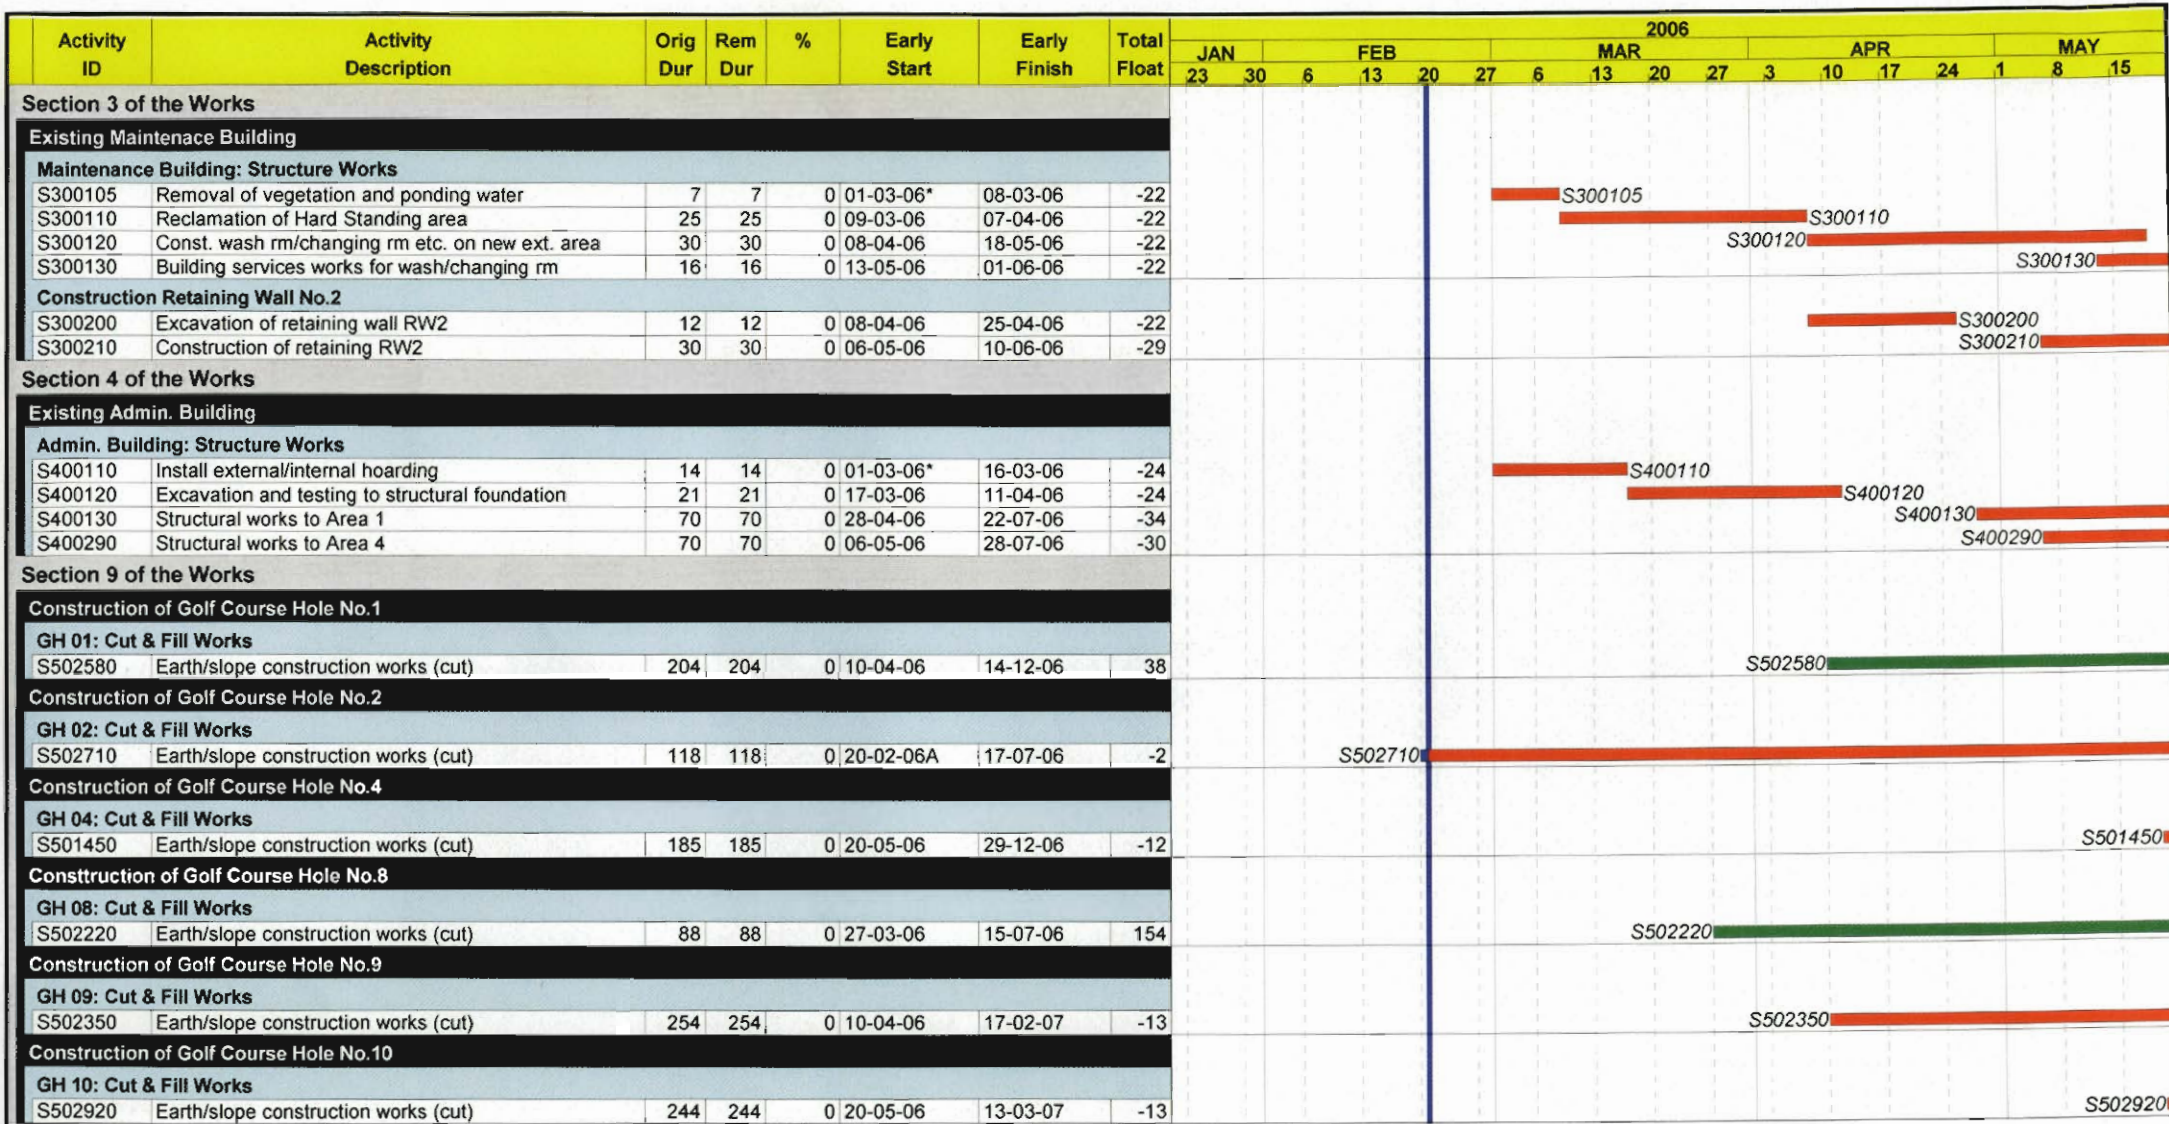 2006
Activity Activity Orig Rem % Early Early Total JAN FEB MAR APR MAY
ID Description Dur Dur Start Finish Float 23 30 6 13 20 27 6 13 20 27 3 10 17 24 1 8 15
Section 3 of the Works
Existing Maintenace Building
Maintenance Building: Structure Works
S300105 Removal of vegetation and ponding water 7 7 0 01-03-06* 08-03-06 -22 S300105
S300110 Reclamation of Hard Standing area 25 25 0 09-03-06 07-04-06 -22 S300110
S300120 Const. wash rm/changing rm etc. on new ext. area 30 30 0 08-04-06 18-05-06 -22 S300120
S300130 Building services works for wash/changing rm 16 16 0 13-05-06 01-06-06 -22 S300130
Construction Retaining Wall No.2
S300200 Excavation of retaining wall RW2 12 12 0 08-04-06 25-04-06 -22 S300200
S300210 Construction of retaining RW2 30 30 0 06-05-06 10-06-06 -29 S300210
Section 4 of the Works
Existing Admin. Building
Admin. Building: Structure Works
S400110 Install external/internal hoarding 14 14 0 01-03-06* 16-03-06 -24 S400110
S400120 Excavation and testing to structural foundation 21 21 0 17-03-06 11-04-06 -24 S400120
S400130 Structural works to Area 1 70 70 0 28-04-06 22-07-06 -34 S400130
S400290 Structural works to Area 4 70 70 0 06-05-06 28-07-06 -30 S400290
Section 9 of the Works
Construction of Golf Course Hole No.1
GH 01: Cut & Fill Works
S502580 Earth/slope construction works (cut) 204 204 0 10-04-06 14-12-06 38 S502580
Construction of Golf Course Hole No.2
GH 02: Cut & Fill Works
S502710 Earth/slope construction works (cut) 118 118 0 20-02-06A 17-07-06 -2 S502710
Construction of Golf Course Hole No.4
GH 04: Cut & Fill Works
S501450 Earth/slope construction works (cut) 185 185 0 20-05-06 29-12-06 -12 S501450
Consttruction of Golf Course Hole No.8
GH 08: Cut & Fill Works
S502220 Earth/slope construction works (cut) 88 88 0 27-03-06 15-07-06 154 S502220
Construction of Golf Course Hole No.9
GH 09: Cut & Fill Works
S502350 Earth/slope construction works (cut) 254 254 0 10-04-06 17-02-07 -13 S502350
Construction of Golf Course Hole No.10
GH 10: Cut & Fill Works
S502920 Earth/slope construction works (cut) 244 244 0 20-05-06 13-03-07 -13 S502920